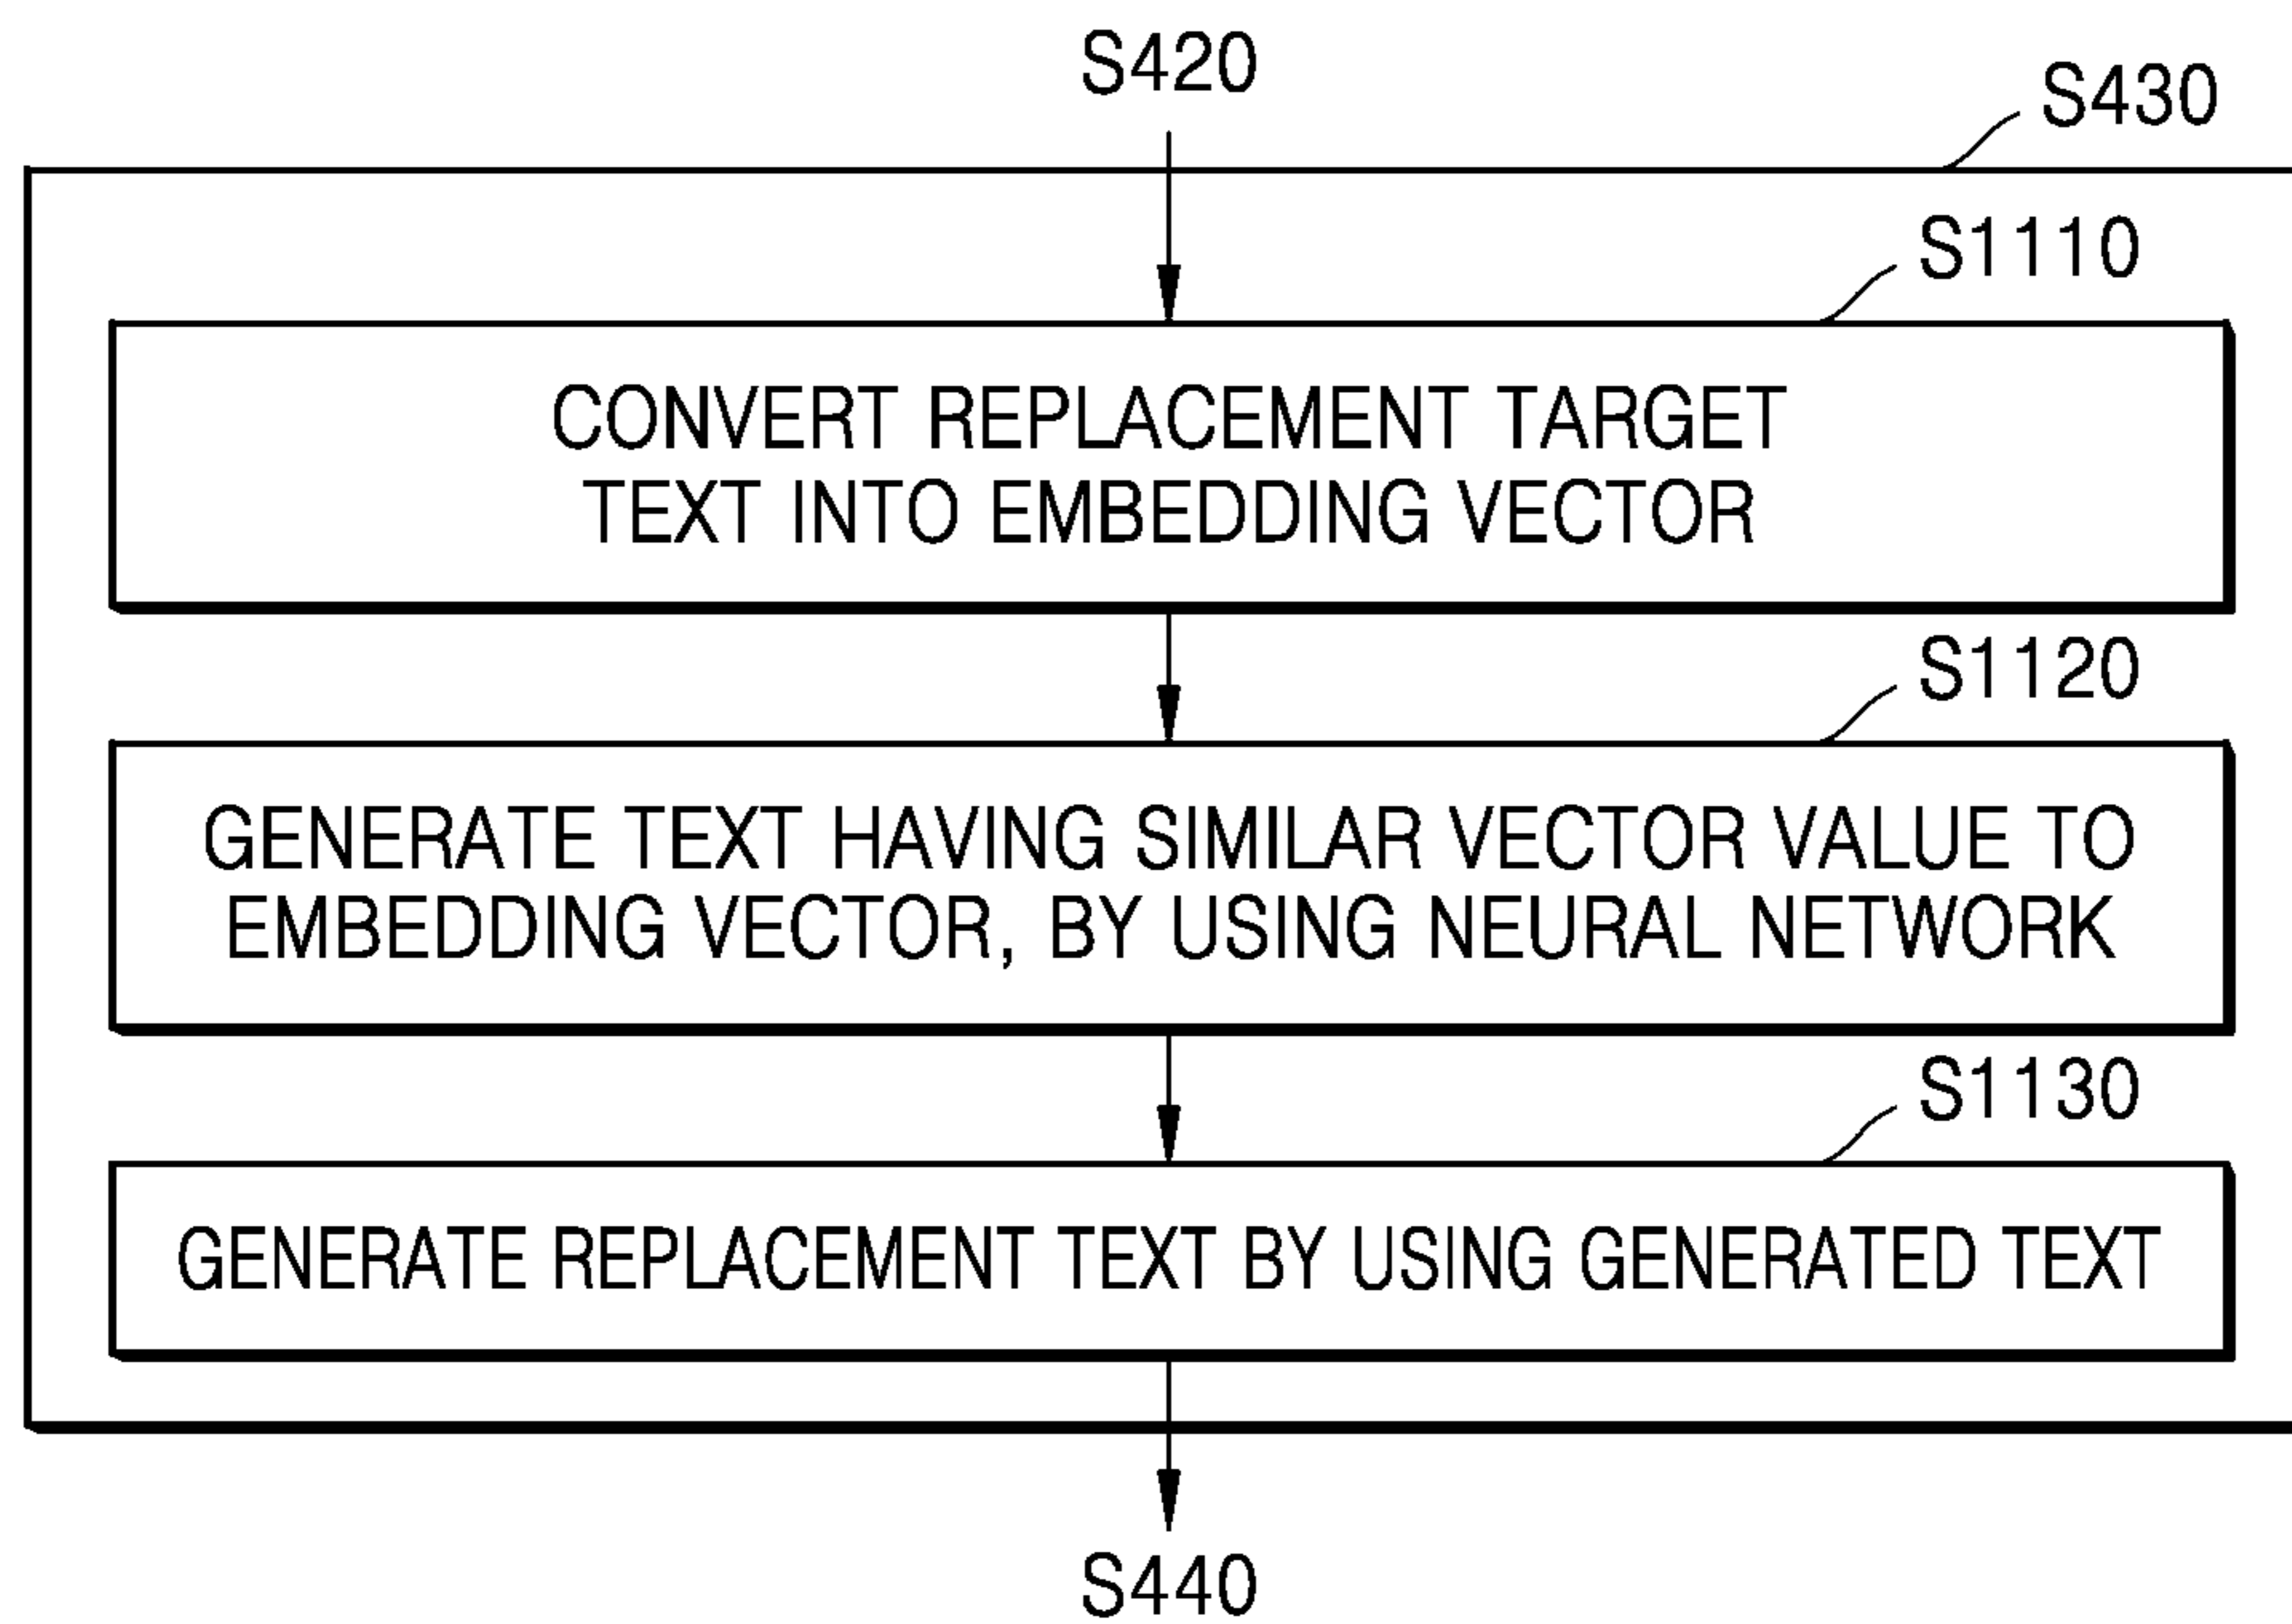 S420
S430
S1110
CONVERT REPLACEMENT TARGET
TEXT INTO EMBEDDING VECTOR
S1120
GENERATE TEXT HAVING SIMILAR VECTOR VALUE TO
EMBEDDING VECTOR, BY USING NEURAL NETWORK
S1130
GENERATE REPLACEMENT TEXT BY USING GENERATED TEXT
S440